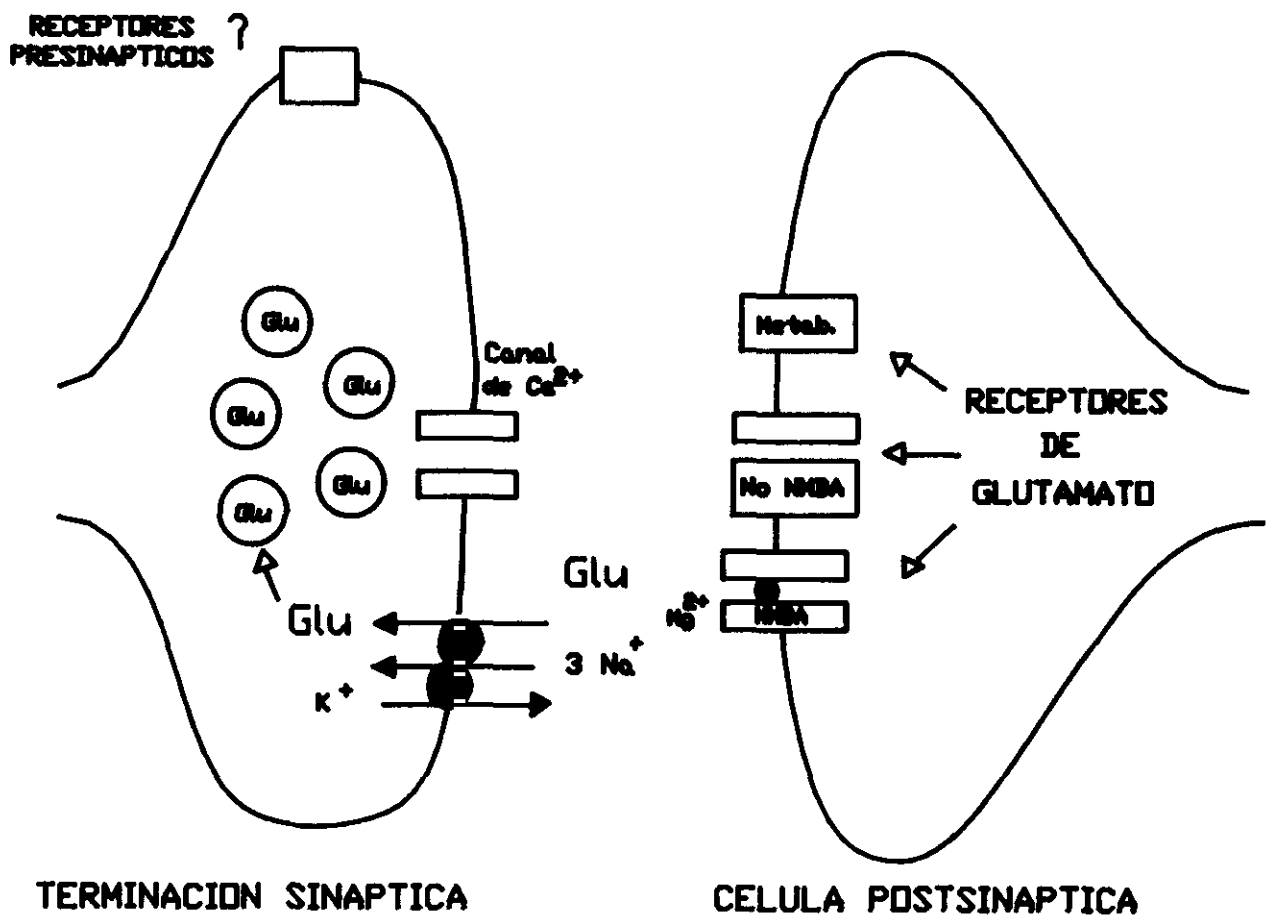 RECEPTORES ?
PRESINAPTICOS
Glu
Glu
Glu
Glu
Glu
Canal
de Ca²⁺
Glu
Glu
3 Na⁺
K⁺
Metab.
No NMDA
Mg²⁺
NMDA
RECEPTORES
DE
GLUTAMATO
TERMINACION SINAPTICA
CELULA POSTSINAPTICA